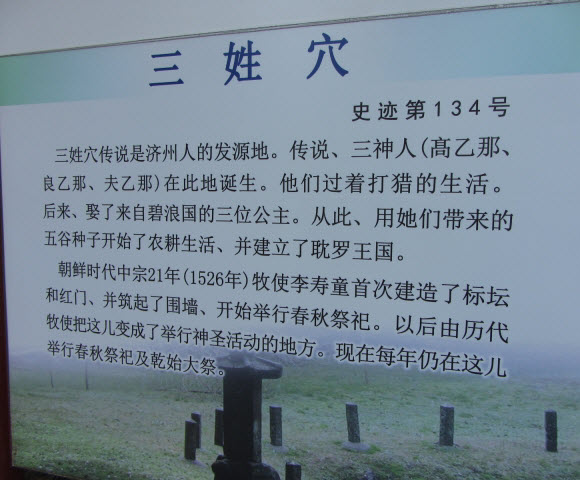 三姓穴
史迹第134号
三姓穴传说是济州人的发源地。传说、三神人(髙乙那、
良乙那、夫乙那)在此地诞生。他们过着打猎的生活。
后来、娶了来自碧浪国的三位公主。从此、用她们带来的
五谷种子开始了农耕生活、并建立了耽罗王国。
朝鲜时代中宗21年(1526年)牧使李寿童首次建造了标坛
和红门、并筑起了围墙、开始举行春秋祭祀。以后由历代
牧使把这儿变成了举行神圣活动的地方。现在每年仍在这儿
举行春秋祭祀及乾始大祭。